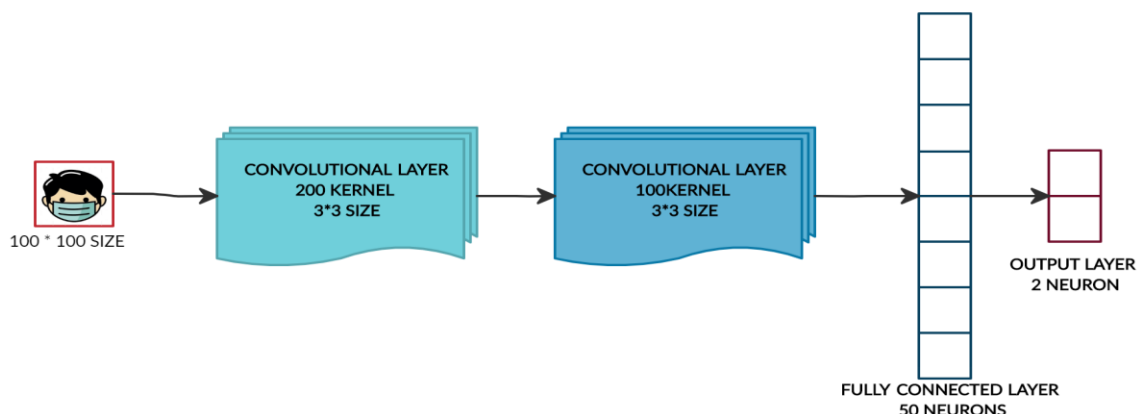 100 * 100 SIZE
CONVOLUTIONAL LAYER
200 KERNEL
3*3 SIZE
CONVOLUTIONAL LAYER
100KERNEL
3*3 SIZE
FULLY CONNECTED LAYER
50 NEURONS
OUTPUT LAYER
2 NEURON